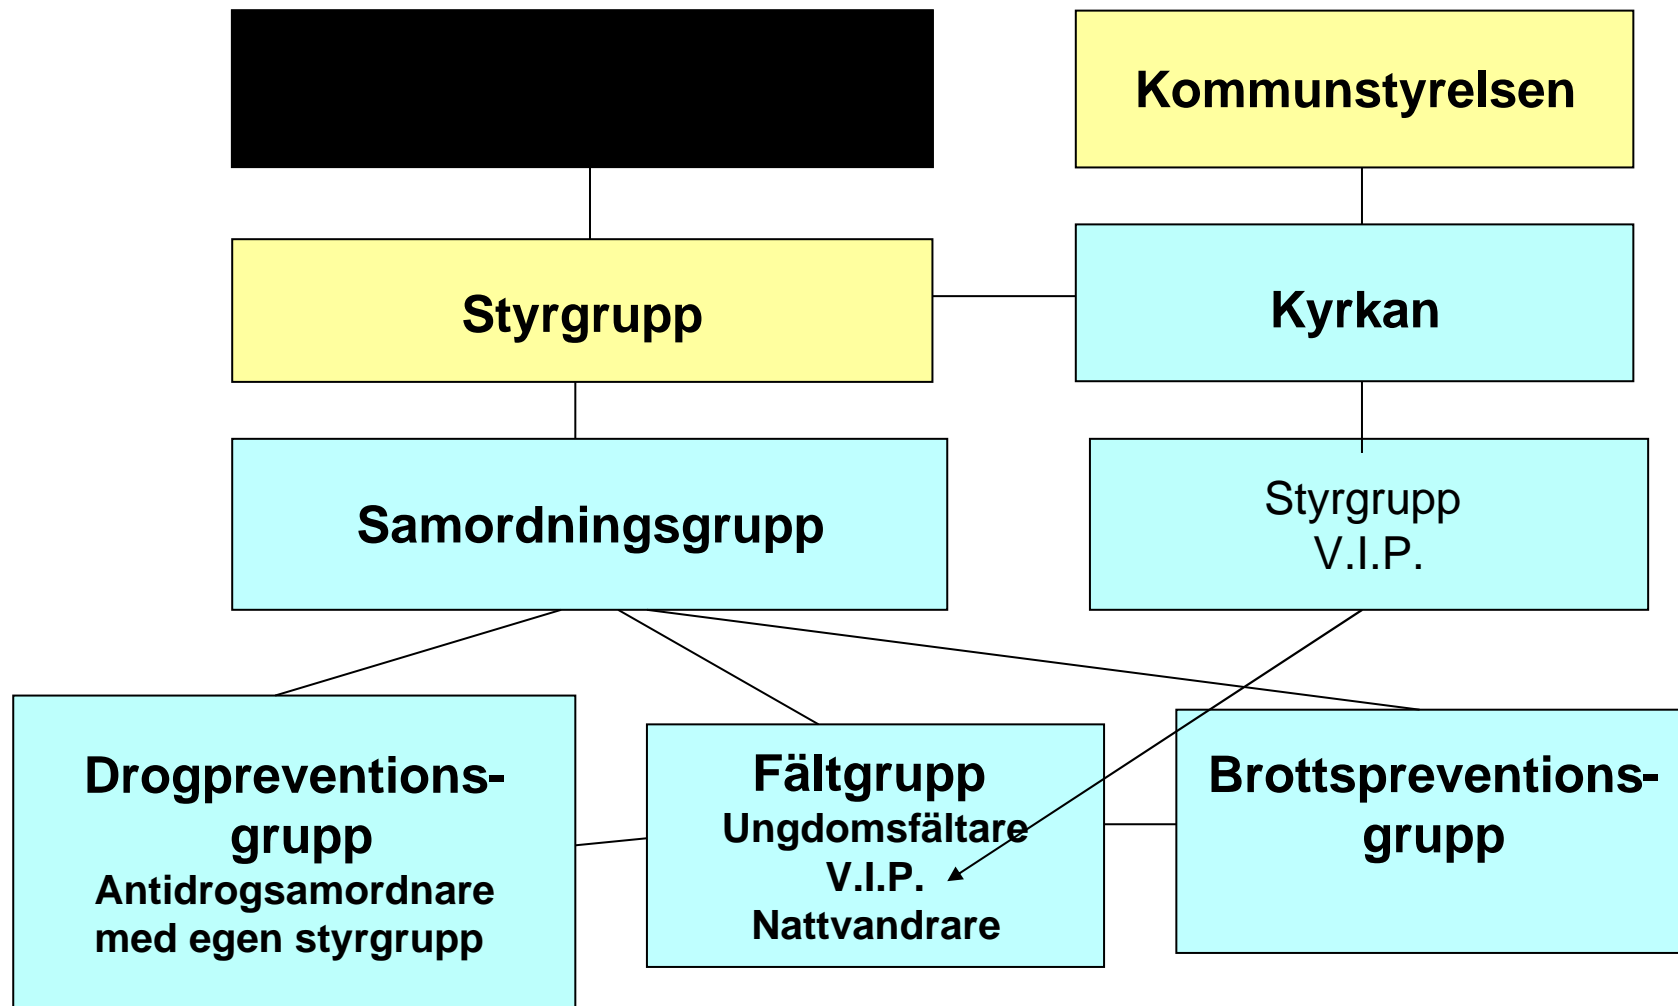 Kommunstyrelsen
Styrgrupp
Kyrkan
Samordningsgrupp
Styrgrupp
V.I.P.
Drogpreventions-
grupp
Antidrogsamordnare
med egen styrgrupp
Fältgrupp
Ungdomsfältare
V.I.P.
Nattvandrare
Brottspreventions-
grupp